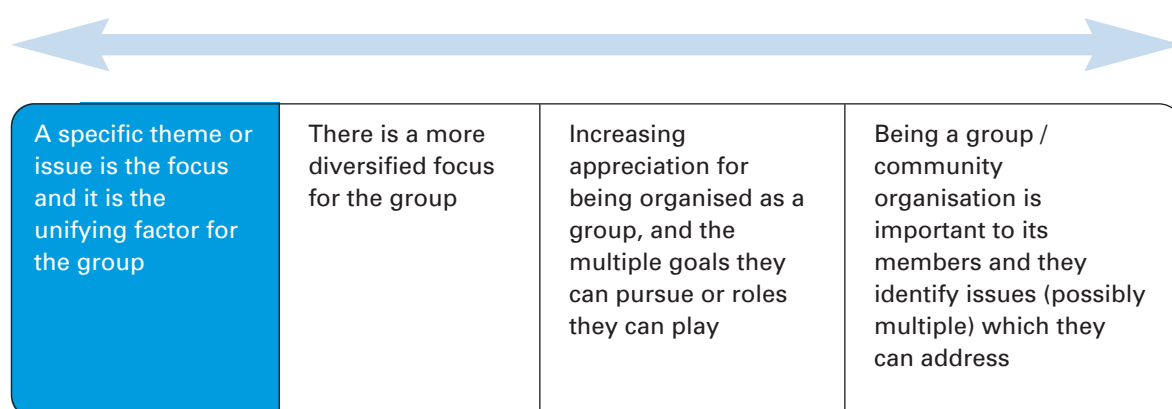 A specific theme or
issue is the focus
and it is the
unifying factor for
the group
There is a more
diversified focus
for the group
Increasing
appreciation for
being organised as a
group, and the
multiple goals they
can pursue or roles
they can play
Being a group /
community
organisation is
important to its
members and they
identify issues (possibly
multiple) which they
can address